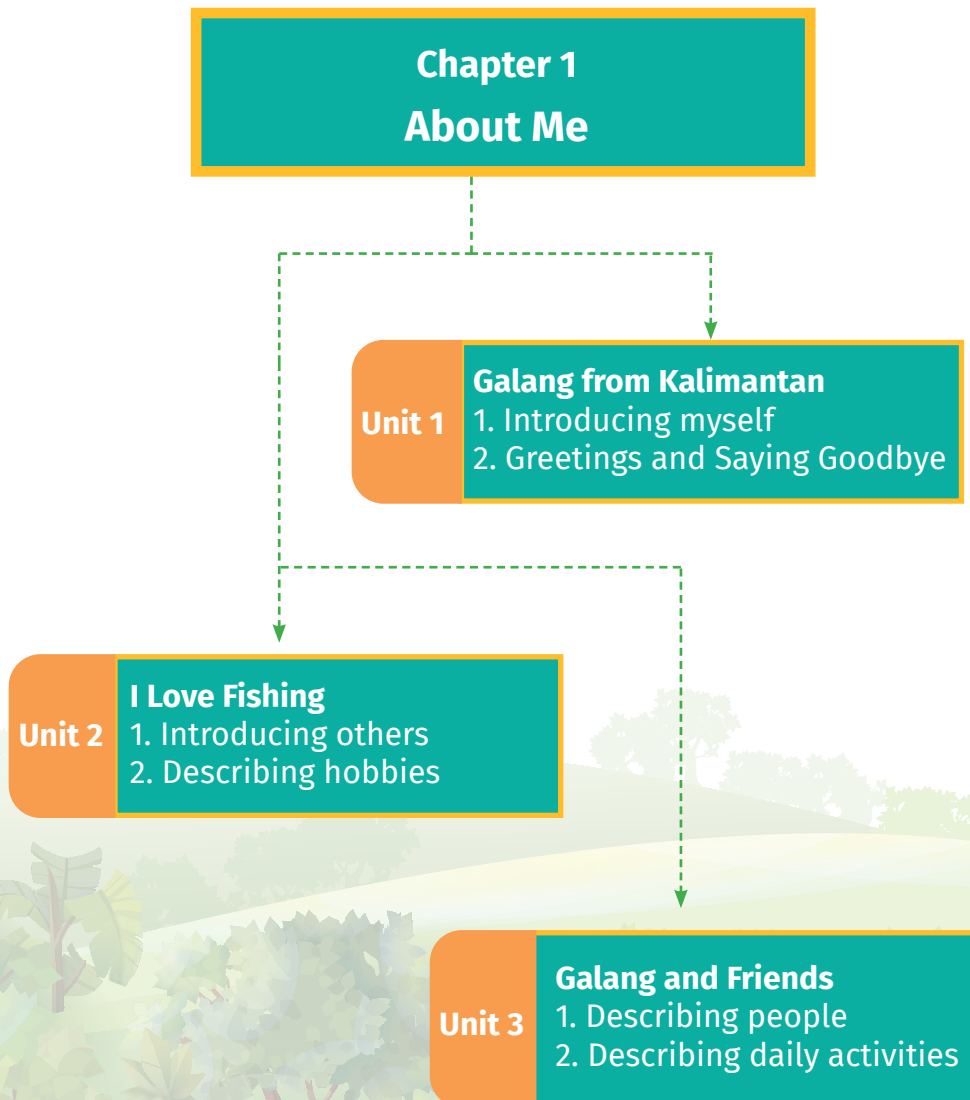 Chapter 1
About Me
Unit 1
Galang from Kalimantan
1. Introducing myself
2. Greetings and Saying Goodbye
Unit 2
I Love Fishing
1. Introducing others
2. Describing hobbies
Unit 3
Galang and Friends
1. Describing people
2. Describing daily activities